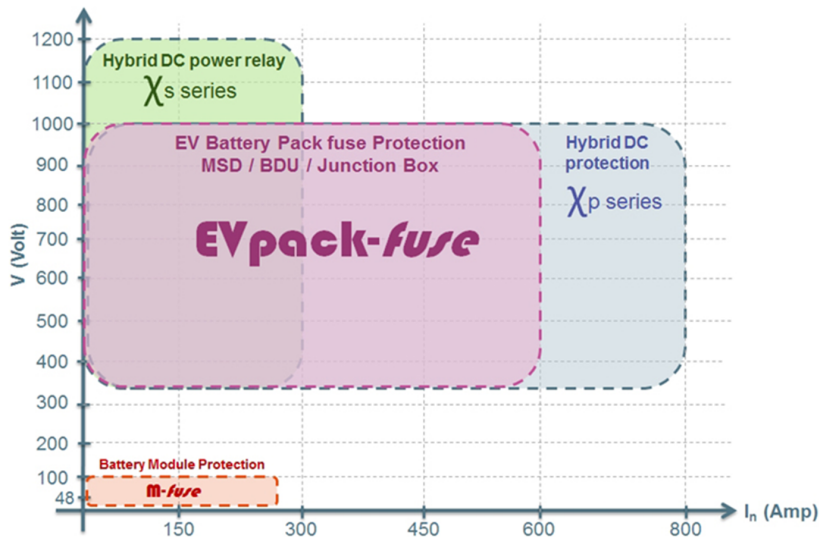 1200
1100
1000
900
800
700
600
500
400
300
200
100
48
V (Volt)
Hybrid DC power relay
χs series
EV Battery Pack fuse Protection
MSD / BDU / Junction Box
EVpack-fuse
Hybrid DC
protection
χp series
Battery Module Protection
M-fuse
150
300
450
600
800
In (Amp)